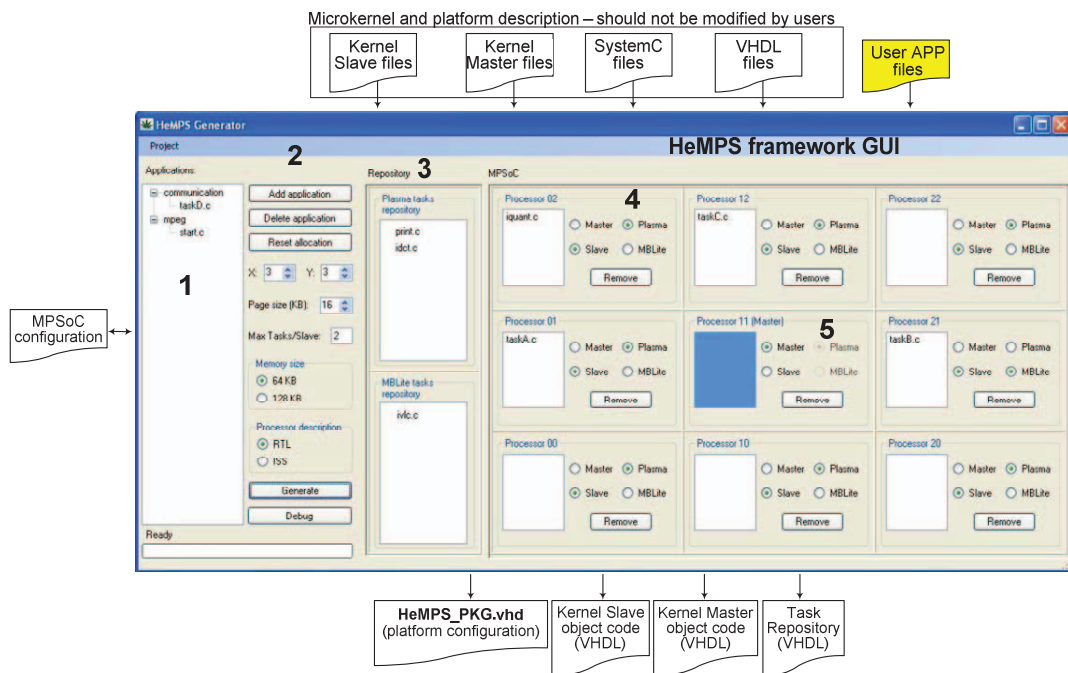 Microkernel and platform description – should not be modified by users
Kernel
Slave files
Kernel
Master files
SystemC
files
VHDL
files
User APP
files
HeMPS Generator
Project
HeMPS framework GUI
MPSoC
configuration
Applications:
communication
taskD.c
mpeg
start.c
1
2
Add application
Delete application
Reset allocation
X: 3 Y: 3
Page size (KB): 16
Max Tasks/Slave: 2
Memory size
64 KB
128 KB
Processor description
RTL
ISS
Generate
Debug
Ready
Repository 3
Plasma tasks
repository
print.c
idct.c
MBLite tasks
repository
ivlc.c
MPSoC
Processor 02
iquant.c
4
Master Plasma
Slave MBLite
Remove
Processor 12
taskC.c
Master Plasma
Slave MBLite
Remove
Processor 22
Master Plasma
Slave MBLite
Remove
Processor 01
taskA.c
Master Plasma
Slave MBLite
Remove
Processor 11 (Master)
5
Master Plasma
Slave MBLite
Remove
Processor 21
taskB.c
Master Plasma
Slave MBLite
Remove
Processor 00
Master Plasma
Slave MBLite
Remove
Processor 10
Master Plasma
Slave MBLite
Remove
Processor 20
Master Plasma
Slave MBLite
Remove
HeMPS_PKG.vhd
(platform configuration)
Kernel Slave
object code
(VHDL)
Kernel Master
object code
(VHDL)
Task
Repository
(VHDL)